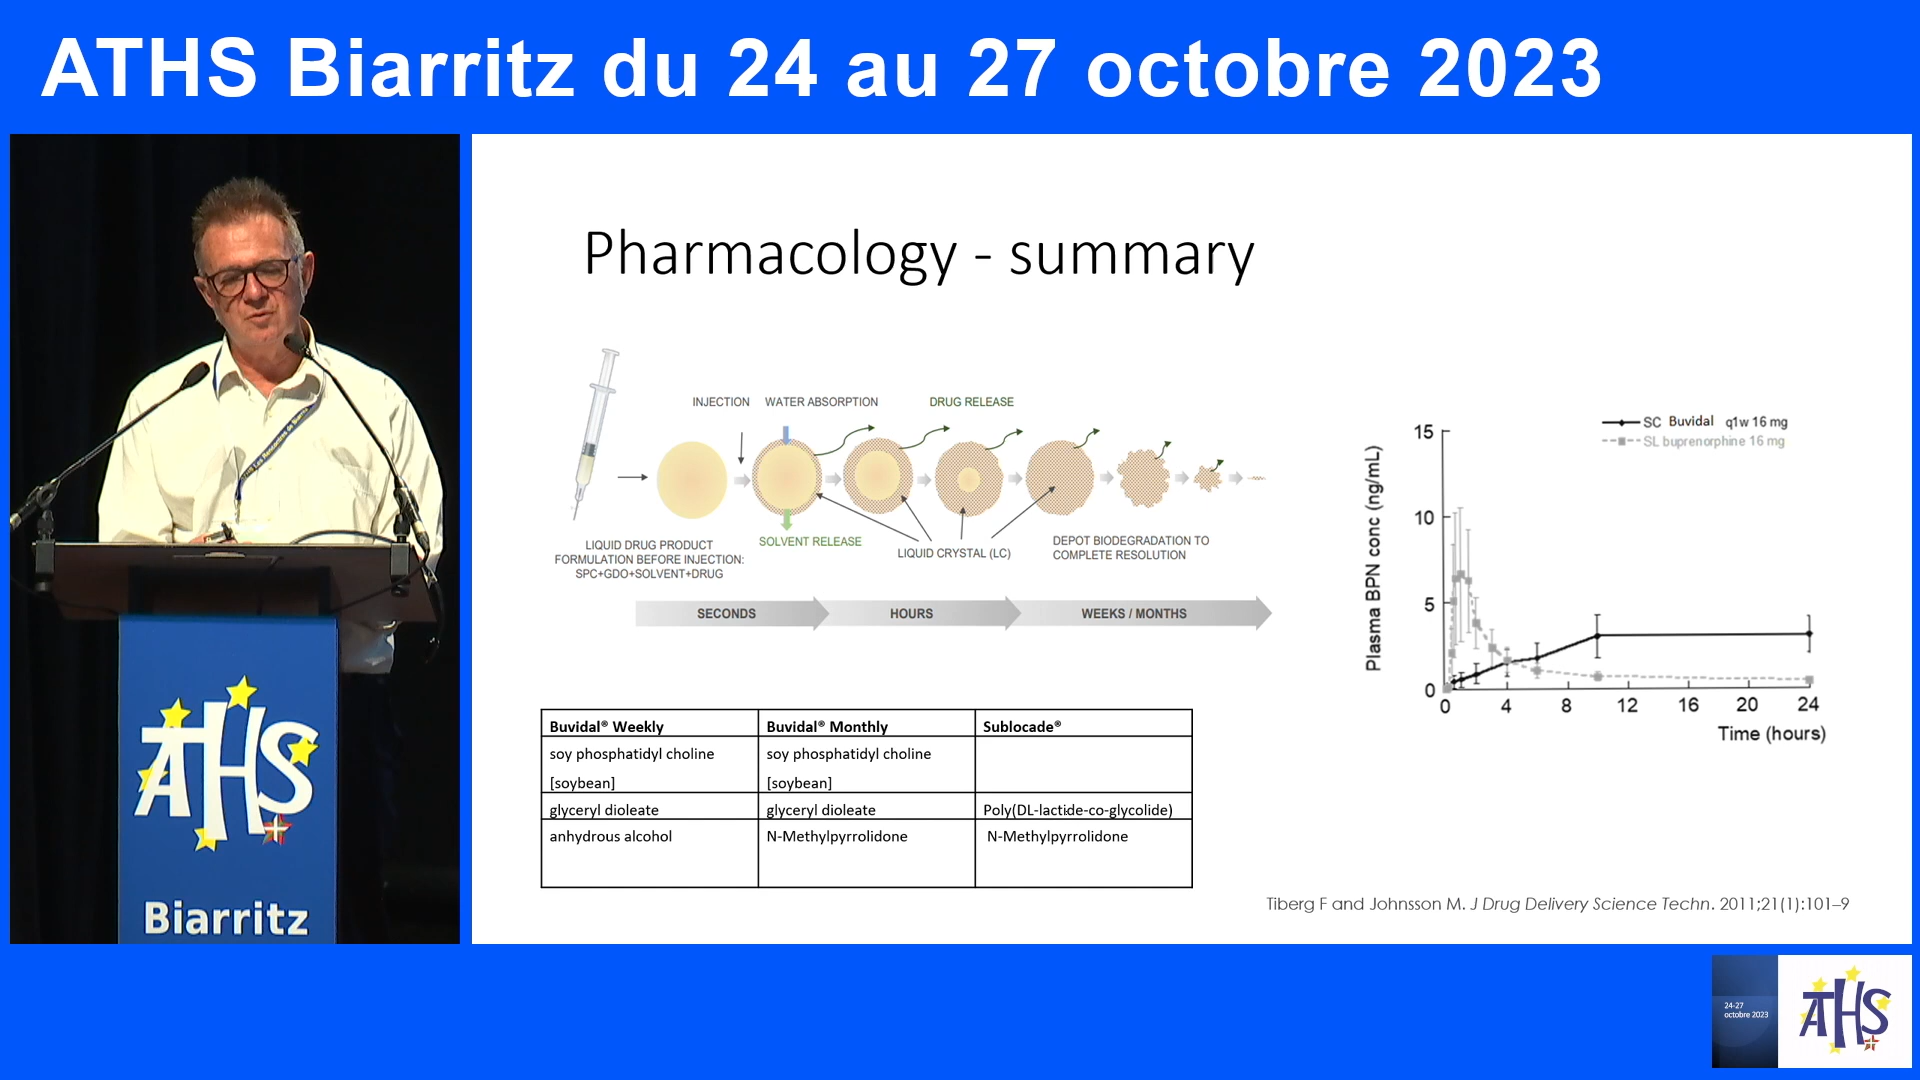 ATHS Biarritz du 24 au 27 octobre 2023
Pharmacology - summary
INJECTION
WATER ABSORPTION
DRUG RELEASE
SOLVENT RELEASE
LIQUID CRYSTAL (LC)
LIQUID DRUG PRODUCT
FORMULATION BEFORE INJECTION:
SPC+GDO+SOLVENT+DRUG
DEPOT BIODEGRADATION TO
COMPLETE RESOLUTION
SECONDS
HOURS
WEEKS / MONTHS
SC Buvidal q1w 16 mg
SL buprenorphine 16 mg
Plasma BPN conc (ng/mL)
15
10
5
0
0 4 8 12 16 20 24
Time (hours)
Buvidal® Weekly Buvidal® Monthly Sublocade®
soy phosphatidyl choline soy phosphatidyl choline
[soybean] [soybean]
glyceryl dioleate glyceryl dioleate Poly(DL-lactide-co-glycolide)
anhydrous alcohol N-Methylpyrrolidone N-Methylpyrrolidone
Tiberg F and Johnsson M. J Drug Delivery Science Techn. 2011;21(1):101–9
ATHS
Biarritz
24-27
octobre 2023
ATHS